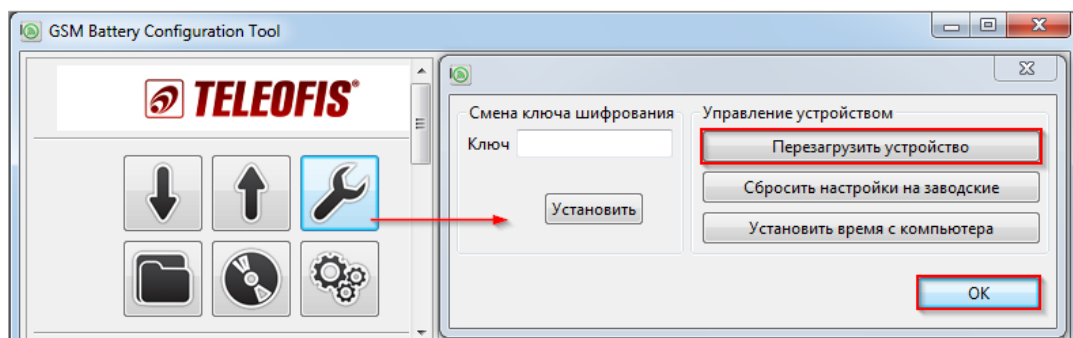 GSM Battery Configuration Tool
TELEOFIS®
Смена ключа шифрования
Ключ
Установить
Управление устройством
Перезагрузить устройство
Сбросить настройки на заводские
Установить время с компьютера
OK